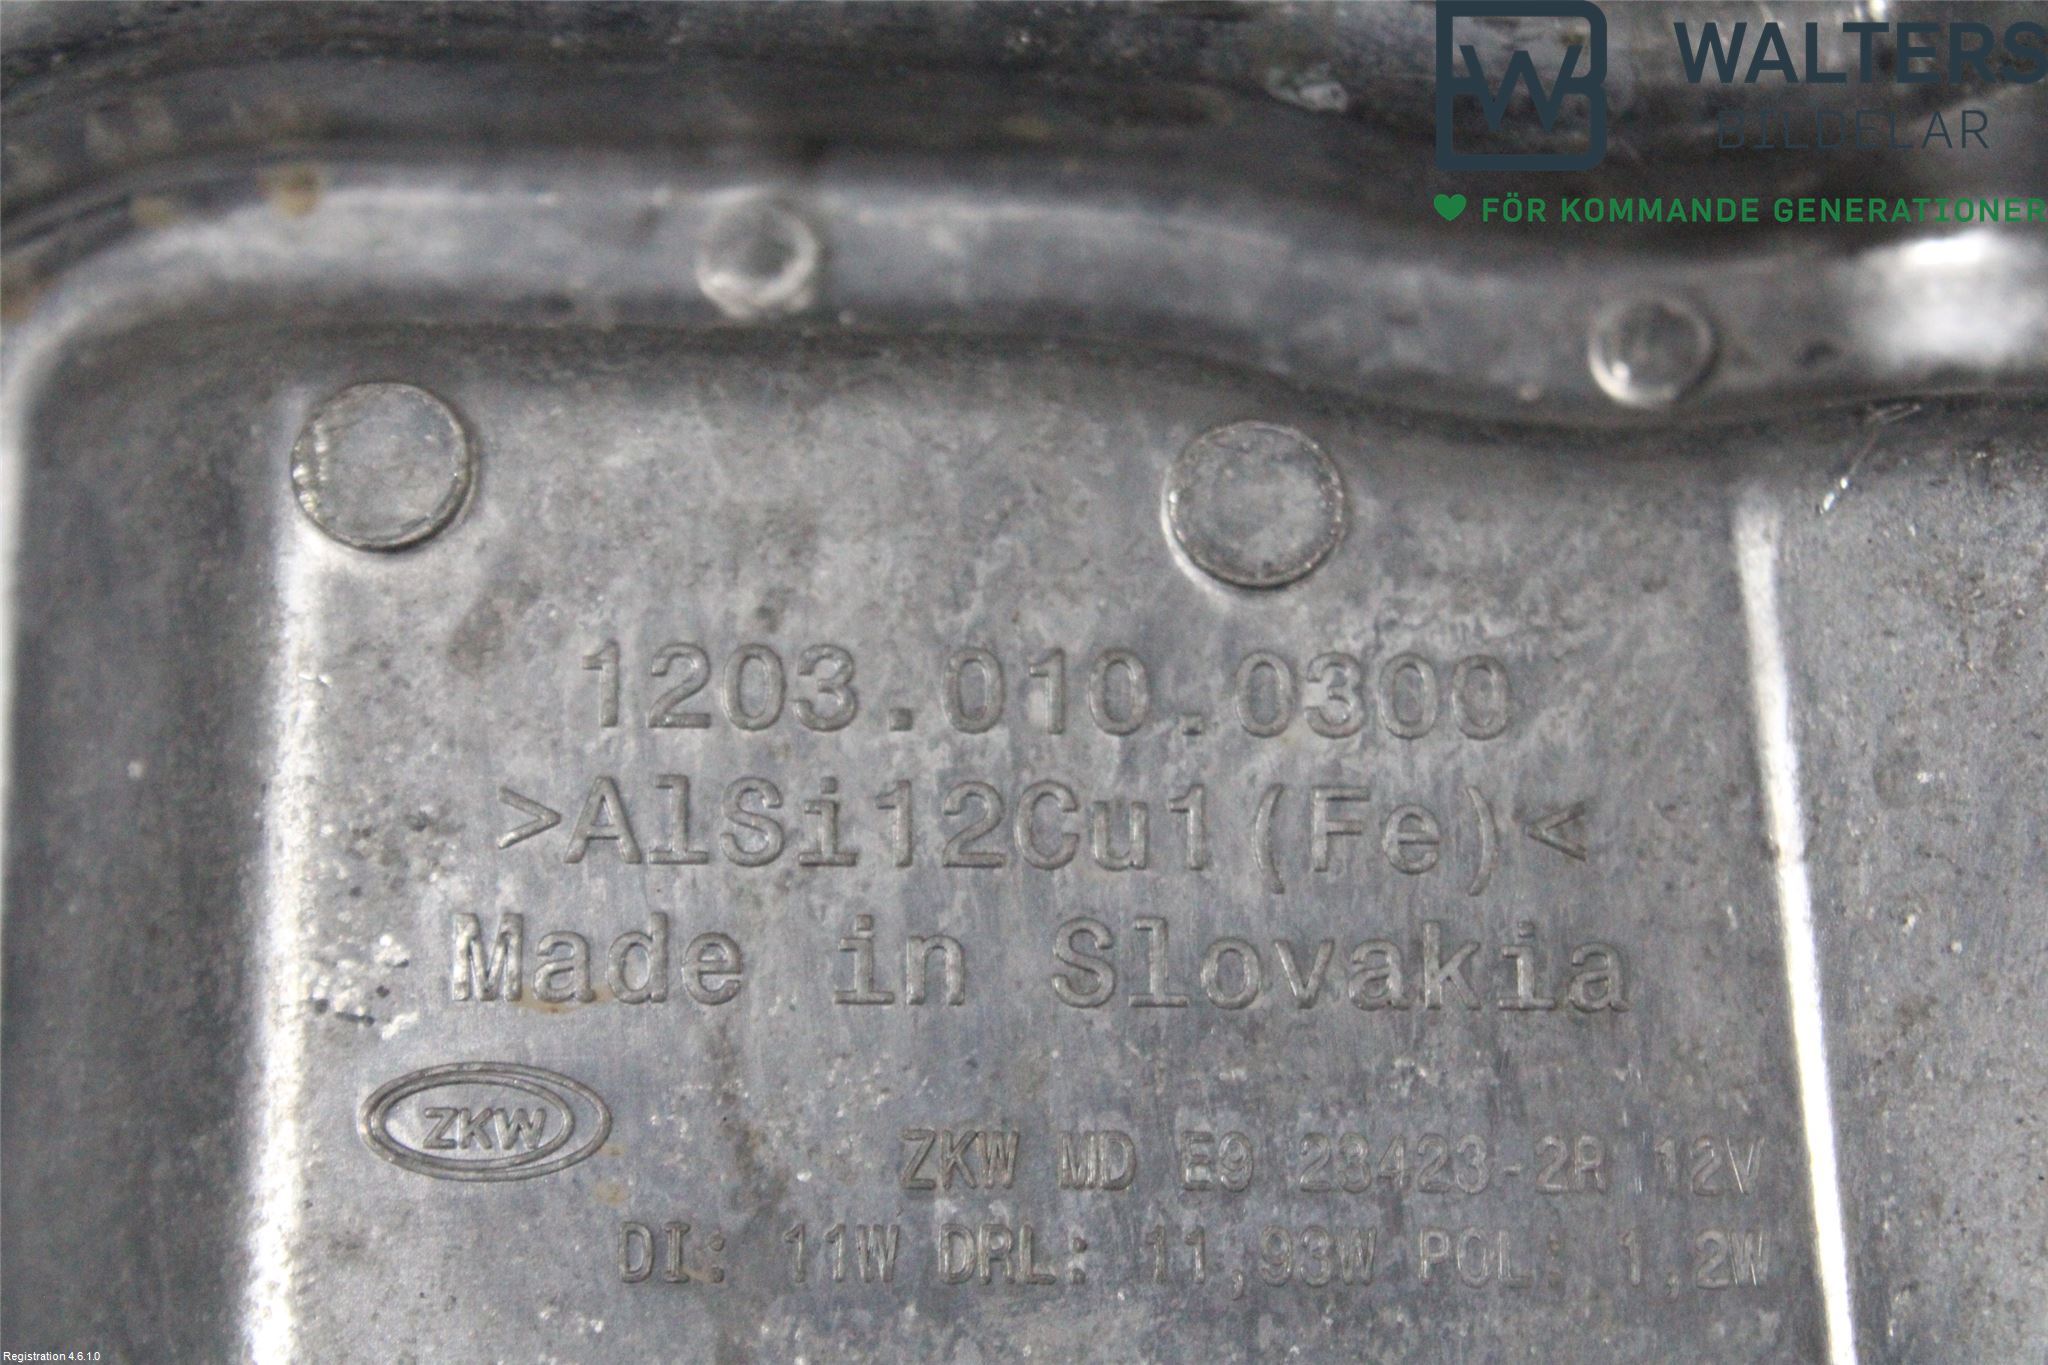 WALTERS
BILDELAR
FÖR KOMMANDE GENERATIONER
1203.010.0300
>AlSi12Cu1(Fe)<
Made in Slovakia
ZKW
ZKW MD E9 23423-2R 12V
DI: 11W DRL: 11,93W POL: 1,2W
Registration 4.6.1.0